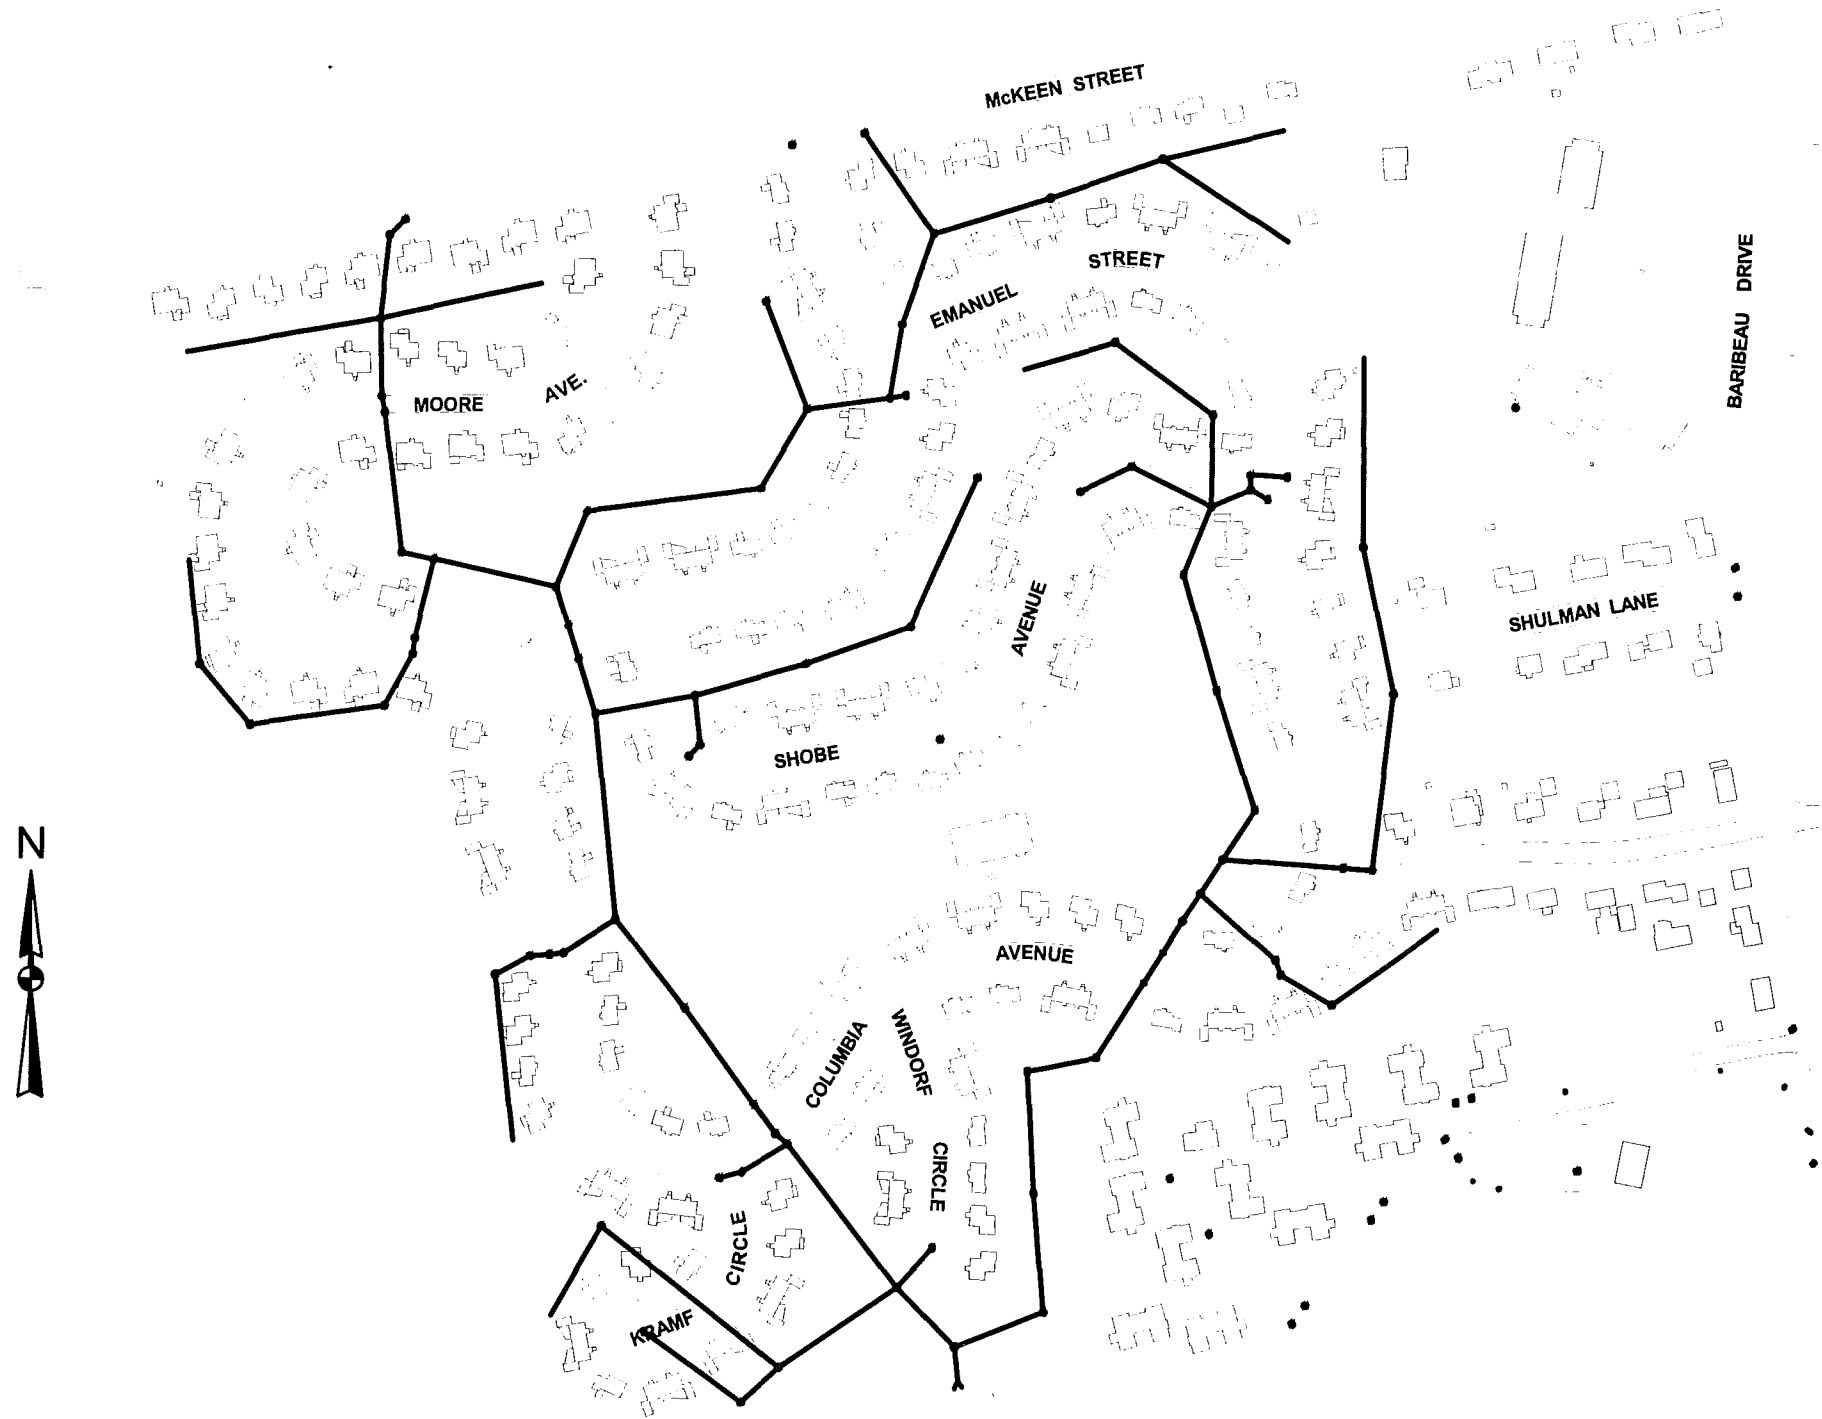 McKEEN STREET
STREET
EMANUEL
BARIBEAU DRIVE
MOORE AVE.
AVENUE
SHULMAN LANE
SHOBE
N
AVENUE
COLUMBIA
WINDORF
CIRCLE
CIRCLE
KRAMF